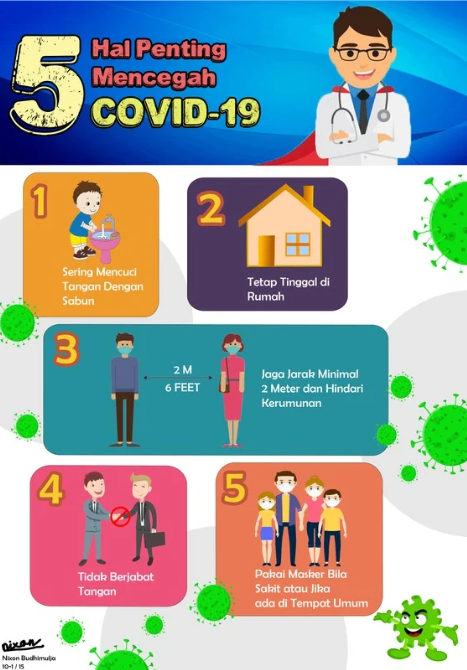 5
Hal Penting
Mencegah
COVID-19
1
Sering Mencuci
Tangan Dengan
Sabun
2
Tetap Tinggal di
Rumah
3
2 M
6 FEET
Jaga Jarak Minimal
2 Meter dan Hindari
Kerumunan
4
Tidak Berjabat
Tangan
5
Pakai Masker Bila
Sakit atau Jika
ada di Tempat Umum
nixon
Nixon Budhimulja
10-1 / 15